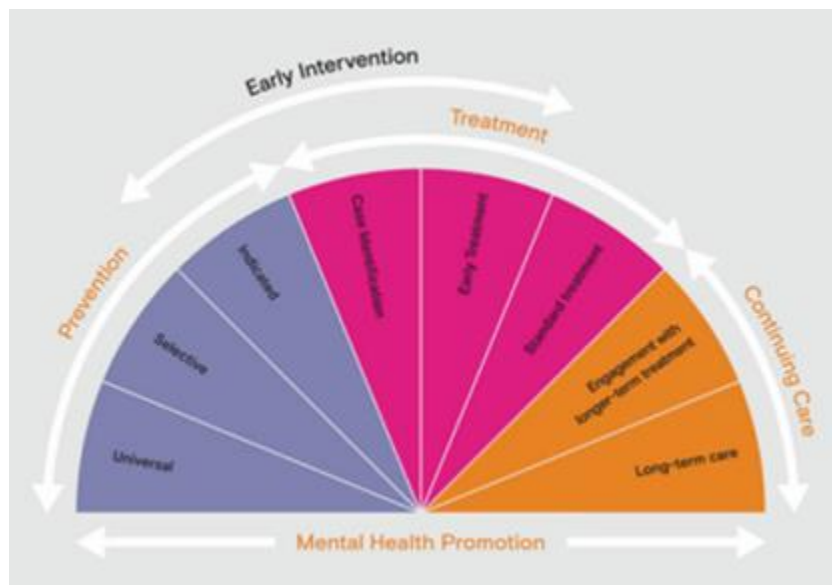 Early Intervention
Treatment
Prevention
Continuing Care
Universal
Selective
Indicated
Case Identification
Early Treatment
Standard treatment
Engagement with
longer-term treatment
Long-term care
Mental Health Promotion